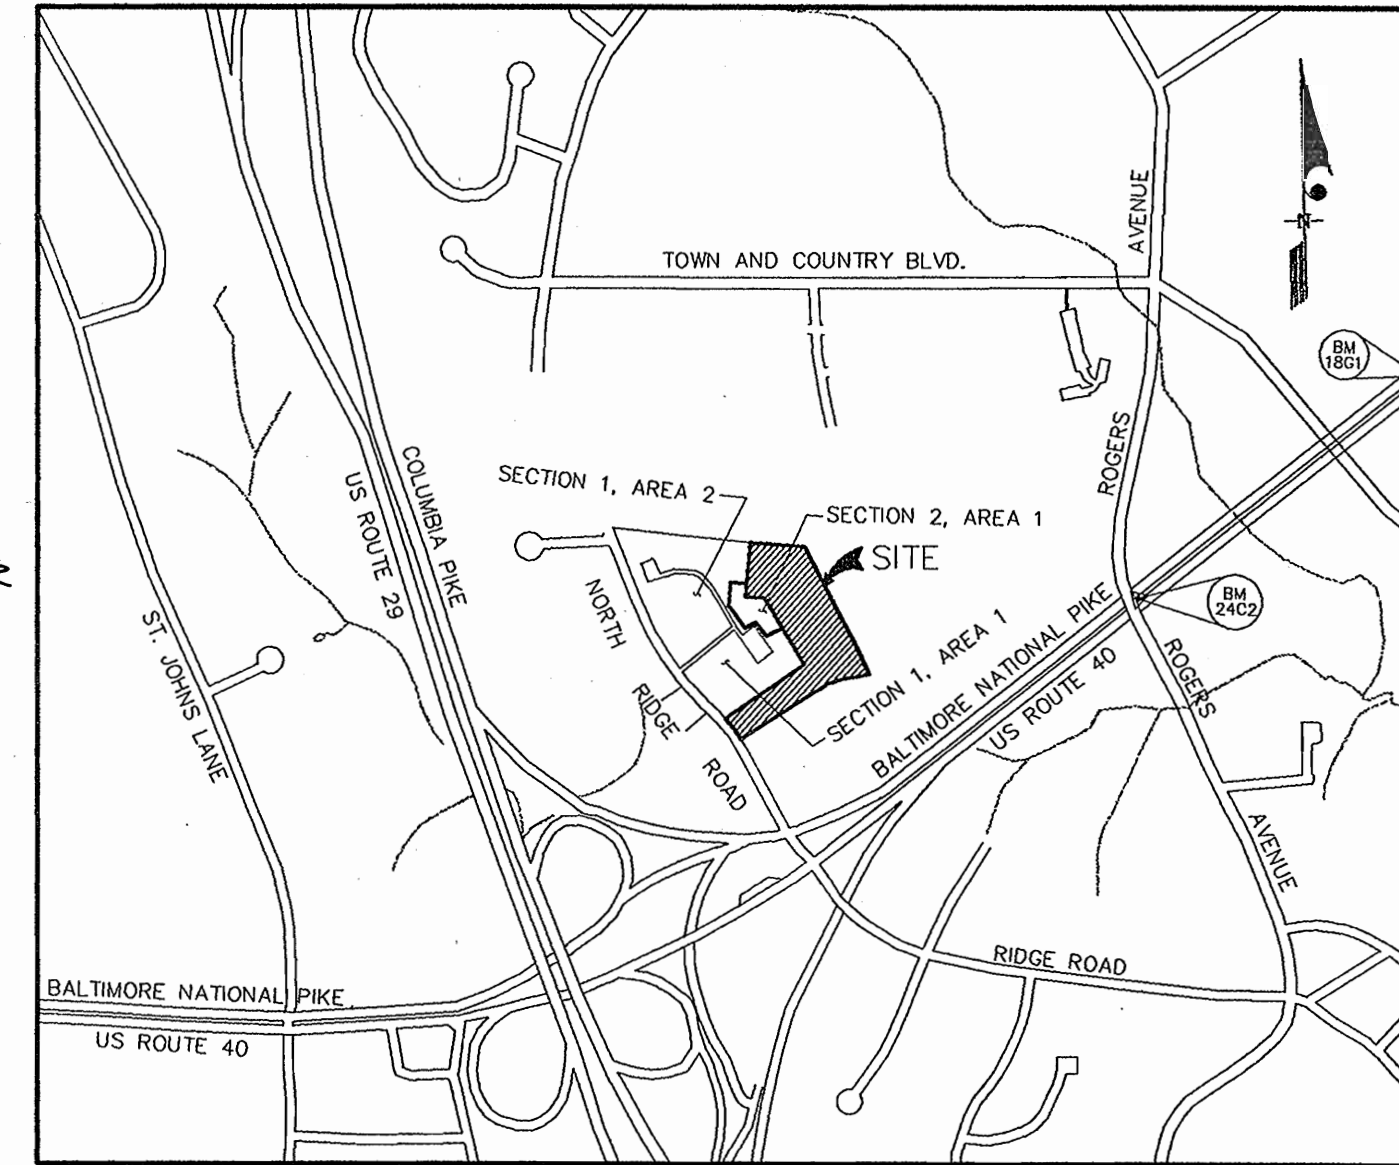 TOWN AND COUNTRY BLVD.
AVENUE
N
BM
18G1
ROGERS
COLUMBIA PIKE
US ROUTE 29
SECTION 1, AREA 2
SECTION 2, AREA 1
SITE
NORTH
RIDGE
ROAD
SECTION 1, AREA 1
BALTIMORE NATIONAL PIKE
US ROUTE 40
BM
24C2
ROGERS
AVENUE
ST. JOHNS LANE
RIDGE ROAD
BALTIMORE NATIONAL PIKE
US ROUTE 40